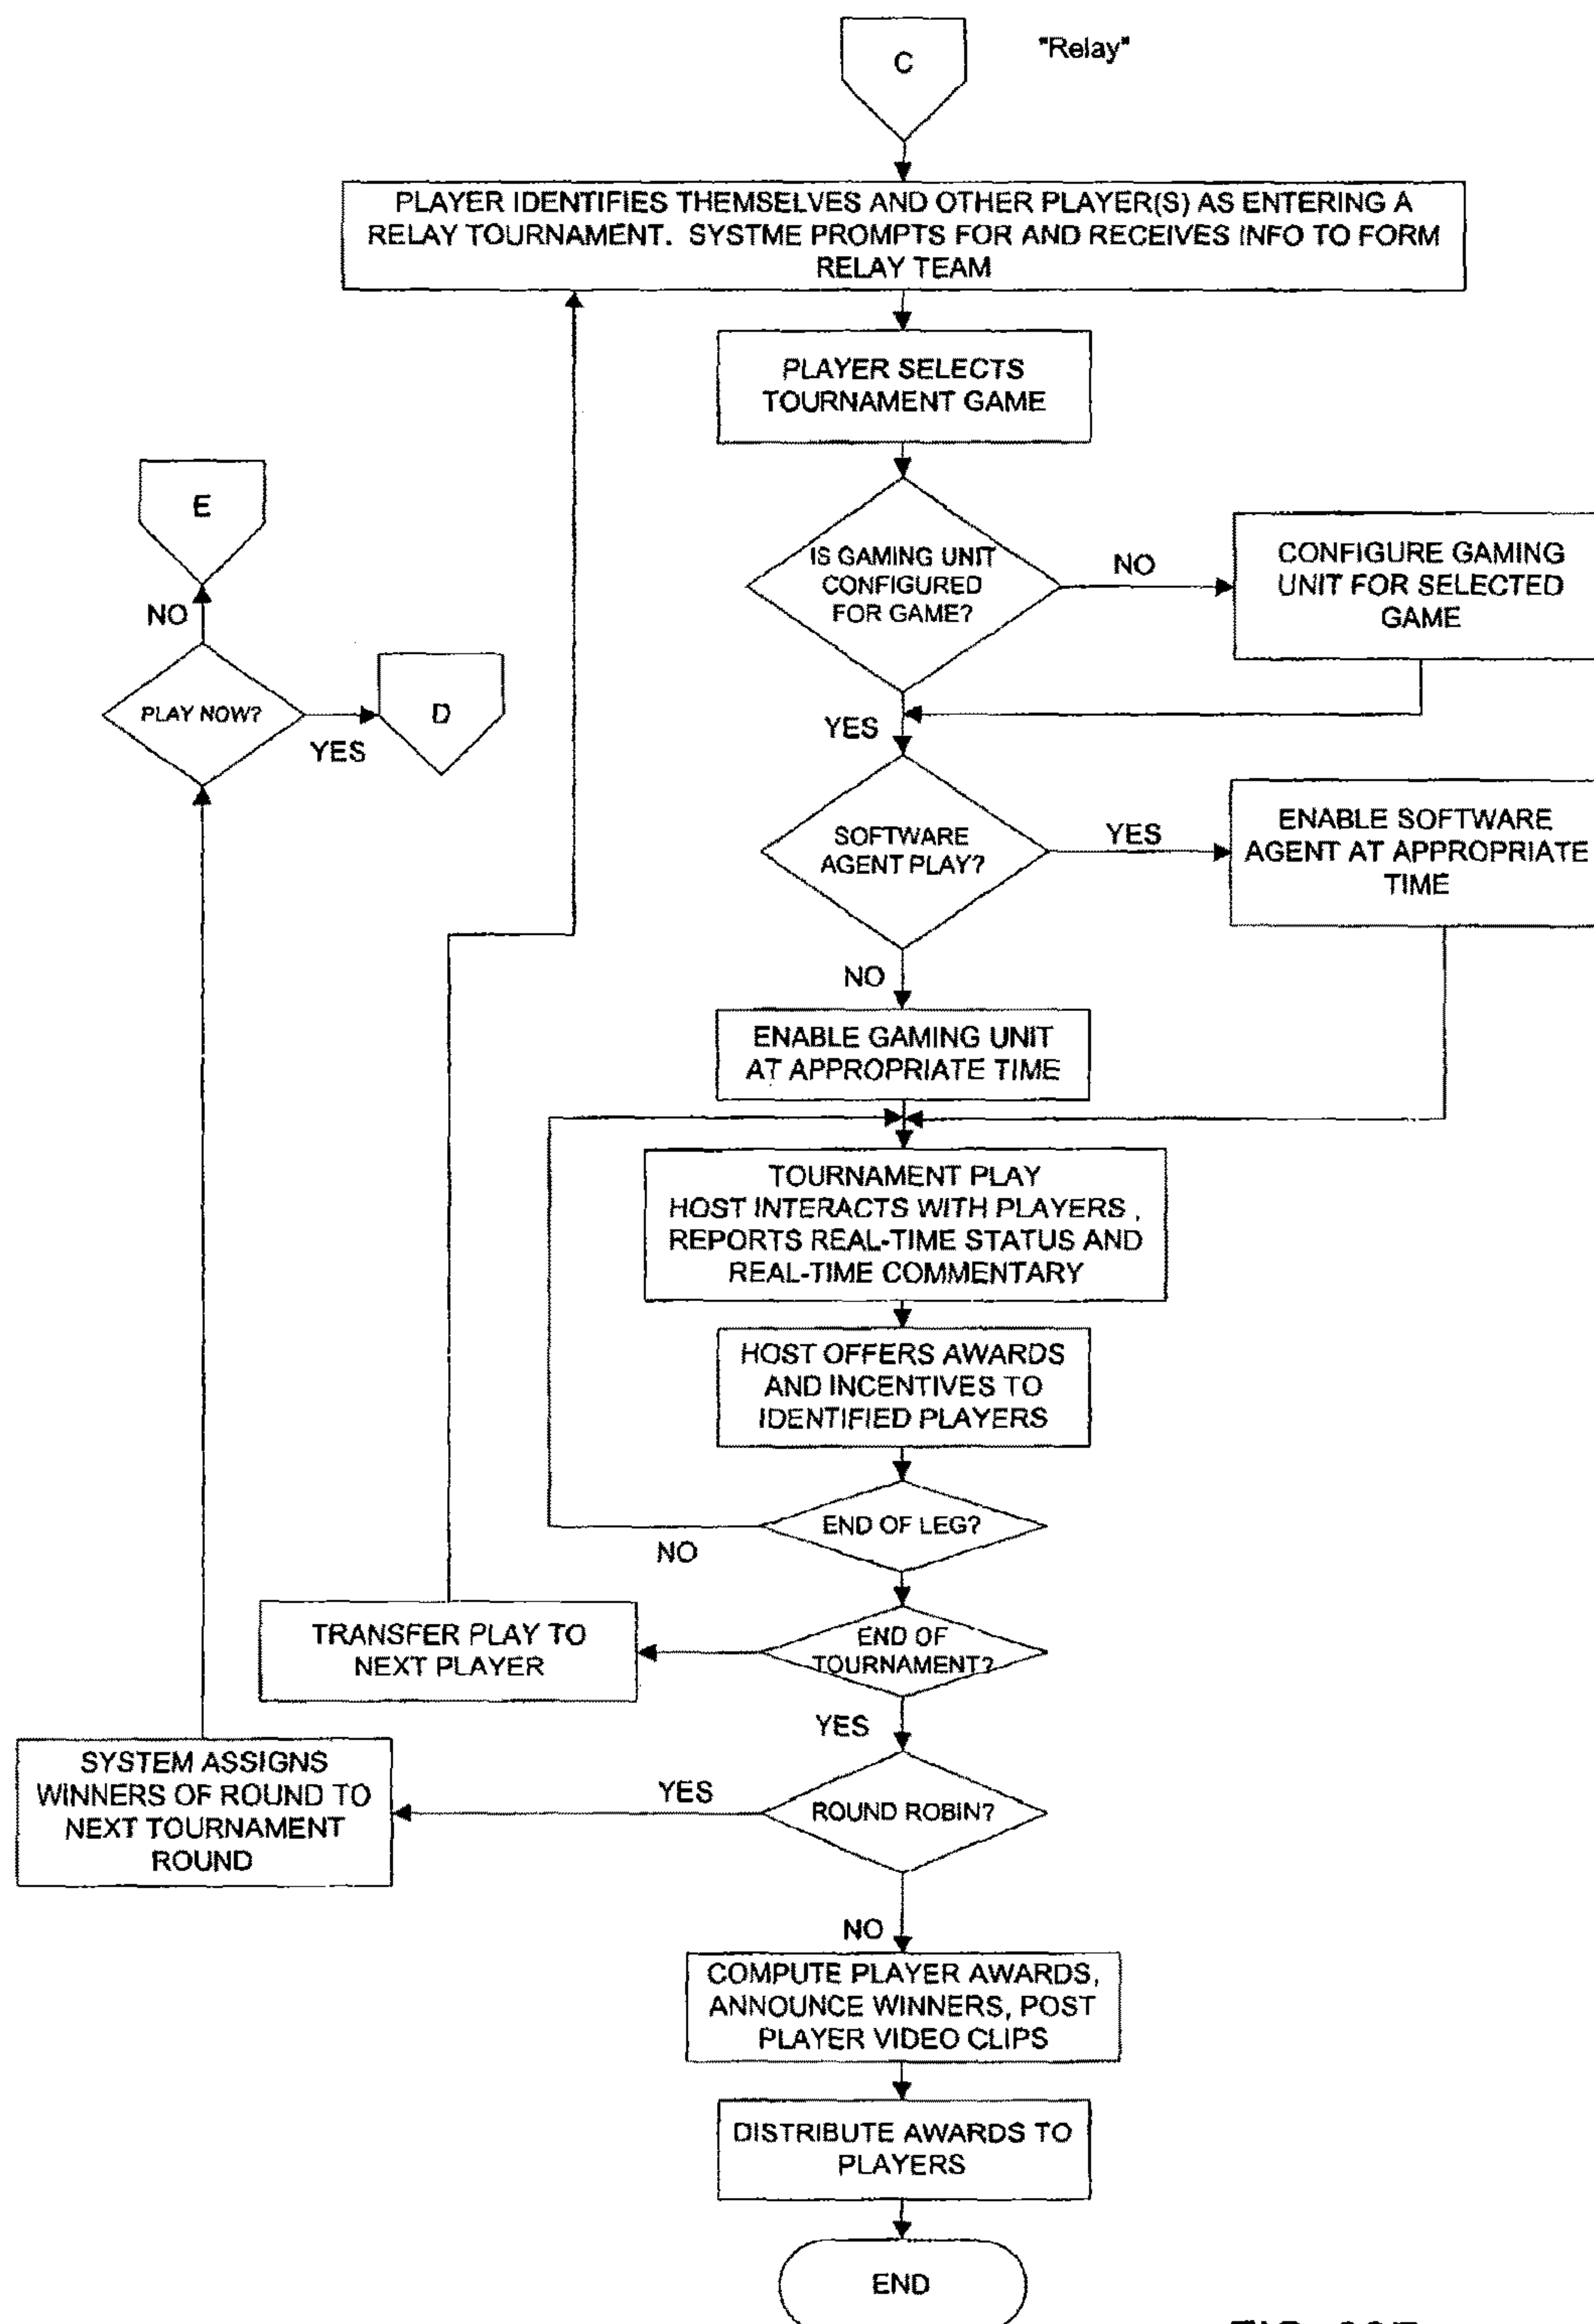 C
"Relay"
PLAYER IDENTIFIES THEMSELVES AND OTHER PLAYER(S) AS ENTERING A
RELAY TOURNAMENT. SYSTME PROMPTS FOR AND RECEIVES INFO TO FORM
RELAY TEAM
PLAYER SELECTS
TOURNAMENT GAME
E
NO
PLAY NOW?
YES
D
IS GAMING UNIT
CONFIGURED
FOR GAME?
NO
CONFIGURE GAMING
UNIT FOR SELECTED
GAME
YES
SOFTWARE
AGENT PLAY?
YES
ENABLE SOFTWARE
AGENT AT APPROPRIATE
TIME
NO
ENABLE GAMING UNIT
AT APPROPRIATE TIME
TOURNAMENT PLAY
HOST INTERACTS WITH PLAYERS ,
REPORTS REAL-TIME STATUS AND
REAL-TIME COMMENTARY
HOST OFFERS AWARDS
AND INCENTIVES TO
IDENTIFIED PLAYERS
END OF LEG?
NO
END OF
TOURNAMENT?
TRANSFER PLAY TO
NEXT PLAYER
YES
ROUND ROBIN?
YES
SYSTEM ASSIGNS
WINNERS OF ROUND TO
NEXT TOURNAMENT
ROUND
NO
COMPUTE PLAYER AWARDS,
ANNOUNCE WINNERS, POST
PLAYER VIDEO CLIPS
DISTRIBUTE AWARDS TO
PLAYERS
END